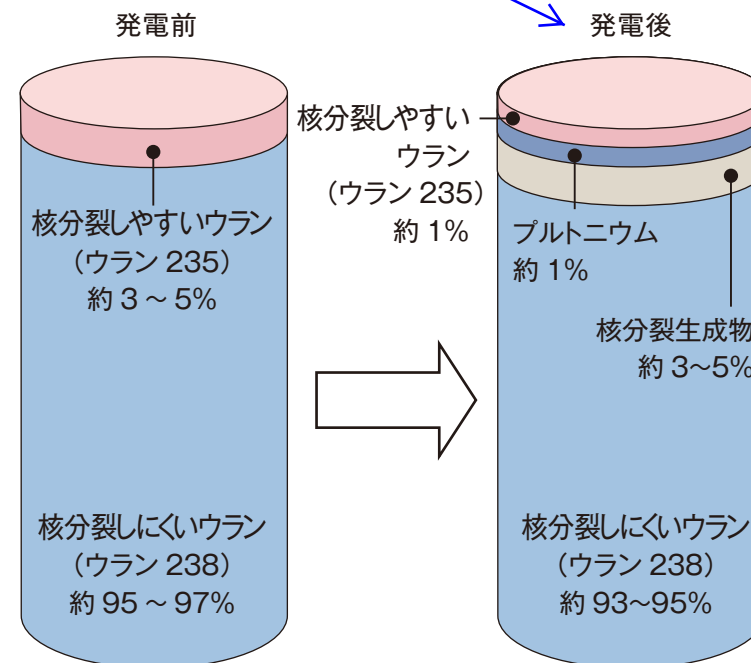 発電前
発電後
核分裂しやすいウラン
（ウラン 235）
約 3 ～ 5%
核分裂しにくいウラン
（ウラン 238）
約 95 ～ 97%
核分裂しやすい
ウラン
（ウラン 235）
約 1%
プルトニウム
約 1%
核分裂生成物
約 3~5%
核分裂しにくいウラン
（ウラン 238）
約 93~95%